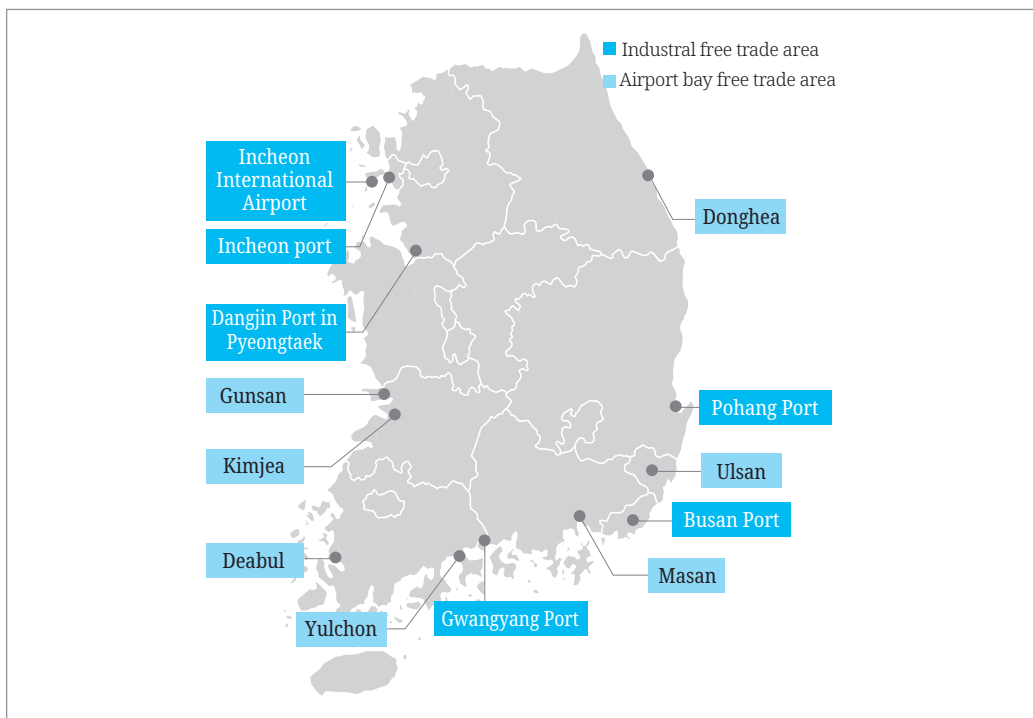 Industral free trade area
Airport bay free trade area
Incheon
International
Airport
Donghea
Incheon port
Dangjin Port in
Pyeongtaek
Gunsan
Pohang Port
Kimjea
Ulsan
Busan Port
Deabul
Masan
Gwangyang Port
Yulchon